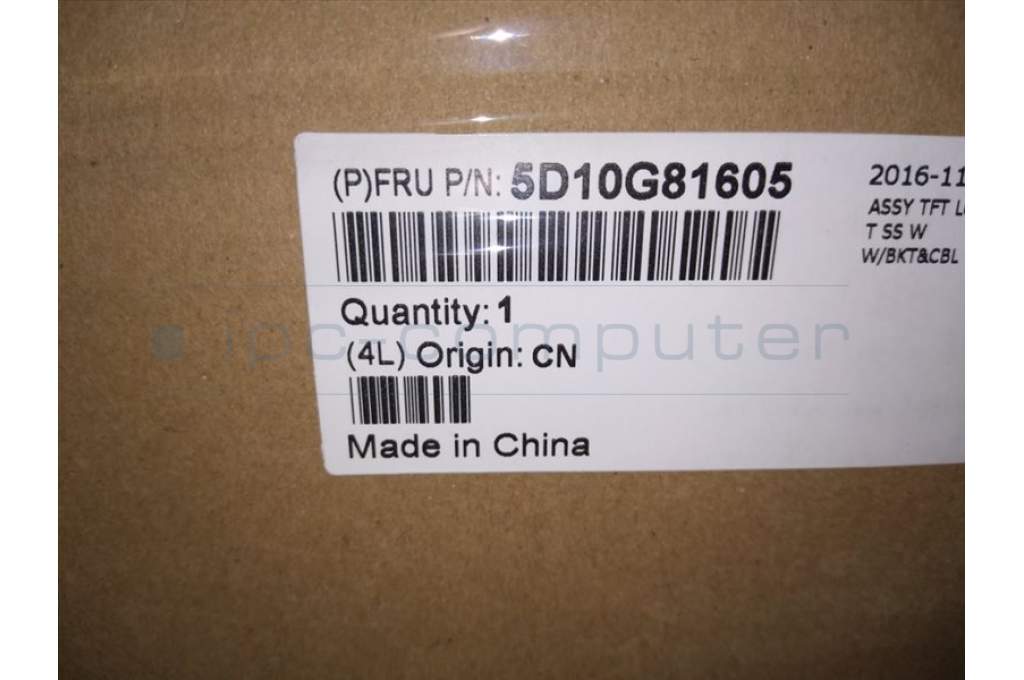 (P)FRU P/N: 5D10G81605
2016-11
ASSY TFT
T SS W
W/BKT&CBL
Quantity: 1
ipc-computer
(4L) Origin: CN
Made in China